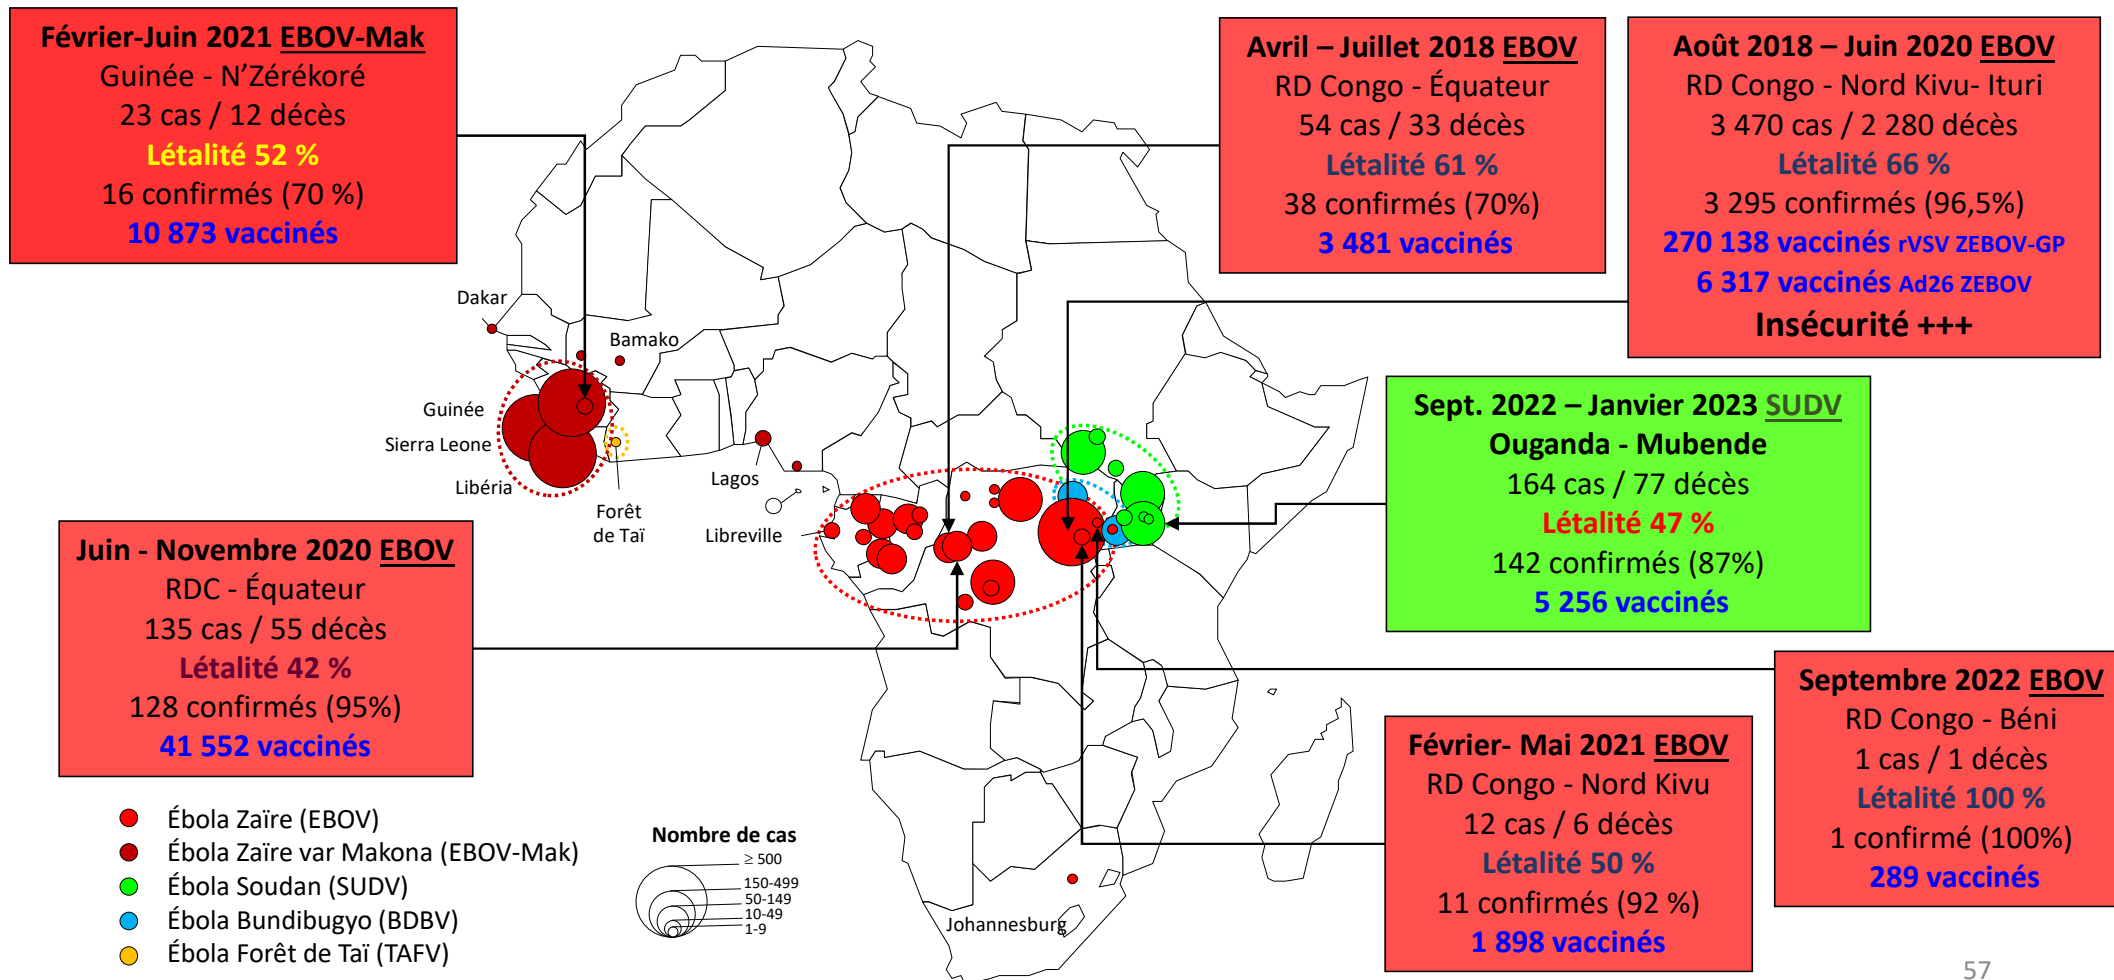 Février-Juin 2021 EBOV-Mak
Guinée - N'Zérékoré
23 cas / 12 décès
Létalité 52 %
16 confirmés (70 %)
10 873 vaccinés
Avril – Juillet 2018 EBOV
RD Congo - Équateur
54 cas / 33 décès
Létalité 61 %
38 confirmés (70%)
3 481 vaccinés
Août 2018 – Juin 2020 EBOV
RD Congo - Nord Kivu- Ituri
3 470 cas / 2 280 décès
Létalité 66 %
3 295 confirmés (96,5%)
270 138 vaccinés rVSV ZEBOV-GP
6 317 vaccinés Ad26 ZEBOV
Insécurité +++
Dakar
Bamako
Guinée
Sierra Leone
Libéria
Forêt
de Taï
Lagos
Libreville
Sept. 2022 – Janvier 2023 SUDV
Ouganda - Mubende
164 cas / 77 décès
Létalité 47 %
142 confirmés (87%)
5 256 vaccinés
Juin - Novembre 2020 EBOV
RDC - Équateur
135 cas / 55 décès
Létalité 42 %
128 confirmés (95%)
41 552 vaccinés
Septembre 2022 EBOV
RD Congo - Béni
1 cas / 1 décès
Létalité 100 %
1 confirmé (100%)
289 vaccinés
Février- Mai 2021 EBOV
RD Congo - Nord Kivu
12 cas / 6 décès
Létalité 50 %
11 confirmés (92 %)
1 898 vaccinés
Ébola Zaïre (EBOV)
Ébola Zaïre var Makona (EBOV-Mak)
Ébola Soudan (SUDV)
Ébola Bundibugyo (BDBV)
Ébola Forêt de Taï (TAFV)
Nombre de cas
≥ 500
150-499
50-149
10-49
1-9
Johannesburg
57